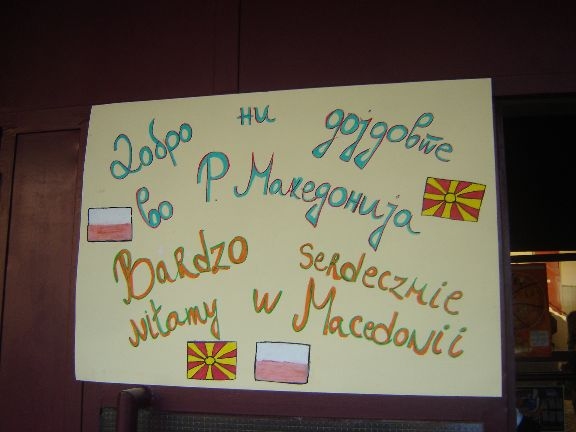 Добро ни дојдовте
во Р. Македонија
Bardzo serdecznie
witamy w Macedonii